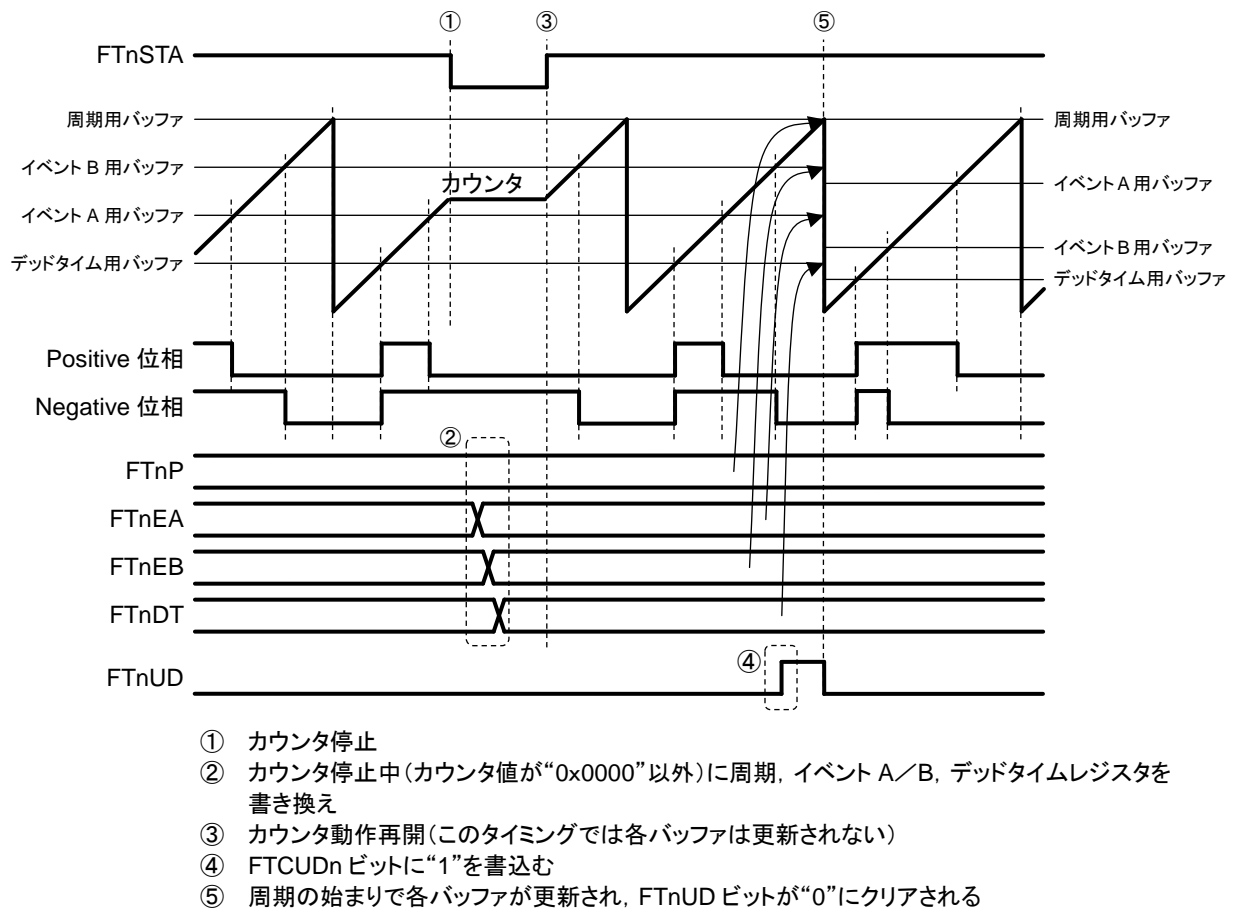 ① ③ ⑤
FTnSTA
周期用バッファ 周期用バッファ
イベント B 用バッファ
カウンタ イベント A 用バッファ
イベント A 用バッファ
イベント B 用バッファ
デッドタイム用バッファ
デッドタイム用バッファ
Positive 位相
Negative 位相
②
FTnP
FTnEA
FTnEB
FTnDT
④
FTnUD
① カウンタ停止
② カウンタ停止中（カウンタ値が“0x0000”以外）に周期，イベント A／B，デッドタイムレジスタを
書き換え
③ カウンタ動作再開（このタイミングでは各バッファは更新されない）
④ FTCUDn ビットに“1”を書込む
⑤ 周期の始まりで各バッファが更新され，FTnUD ビットが“0”にクリアされる